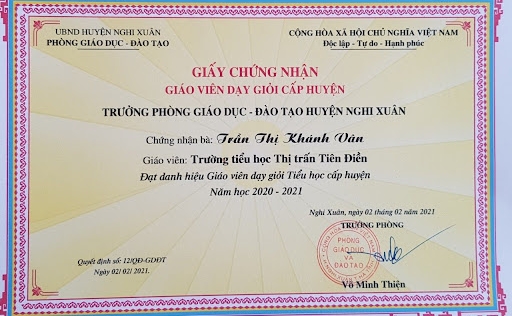 UBND HUYỆN NGHI XUÂN
PHÒNG GIÁO DỤC - ĐÀO TẠO
CỘNG HÒA XÃ HỘI CHỦ NGHĨA VIỆT NAM
Độc lập - Tự do - Hạnh phúc
GIẤY CHỨNG NHẬN
GIÁO VIÊN DẠY GIỎI CẤP HUYỆN
TRƯỞNG PHÒNG GIÁO DỤC - ĐÀO TẠO HUYỆN NGHI XUÂN
Chứng nhận bà: Trần Thị Khánh Vân
Giáo viên: Trường tiểu học Thị trấn Tiên Điền
Đạt danh hiệu Giáo viên dạy giỏi Tiểu học cấp huyện
Năm học 2020 - 2021
Nghi Xuân, ngày 02 tháng 02 năm 2021
TRƯỞNG PHÒNG
PHÒNG
GIÁO DỤC
VÀ
ĐÀO TẠO
Quyết định số: 12/QĐ-GDĐT
Ngày 02/ 02/ 2021.
Võ Minh Thiện